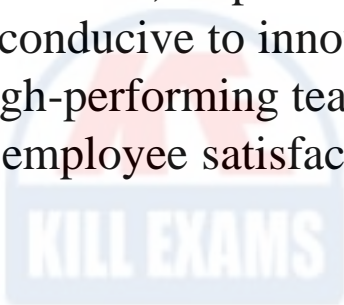 conducive to inno
gh-performing tea
employee satisfac
KILL EXAMS